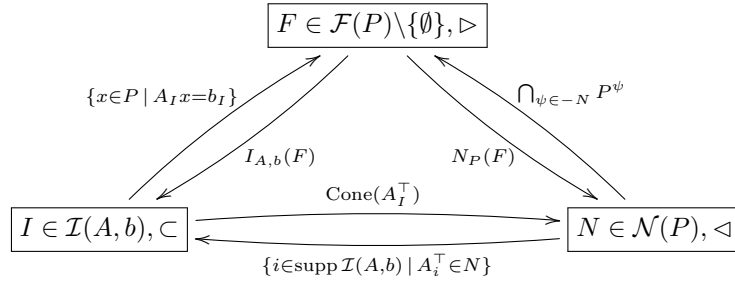 F ∈ ℱ(P)\{∅}, ▷
{x∈P | A_I x=b_I}
⋂_{ψ∈−N} P^ψ
I_{A,b}(F)
N_P(F)
Cone(A_I^⊤)
I ∈ ℐ(A, b), ⊂
N ∈ 𝒩(P), ◁
{i∈supp ℐ(A,b) | A_i^⊤∈N}